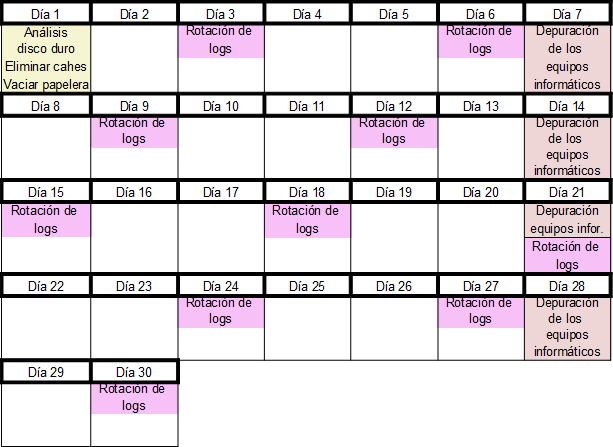 Día 1 Día 2 Día 3 Día 4 Día 5 Día 6 Día 7
Análisis
disco duro
Eliminar cahes
Vaciar papelera
Rotación de
logs
Rotación de
logs
Depuración
de los
equipos
informáticos
Día 8 Día 9 Día 10 Día 11 Día 12 Día 13 Día 14
Rotación de
logs
Rotación de
logs
Depuración
de los
equipos
informáticos
Día 15 Día 16 Día 17 Día 18 Día 19 Día 20 Día 21
Rotación de
logs
Rotación de
logs
Depuración
equipos infor.
Rotación de
logs
Día 22 Día 23 Día 24 Día 25 Día 26 Día 27 Día 28
Rotación de
logs
Rotación de
logs
Depuración
de los
equipos
informáticos
Día 29 Día 30
Rotación de
logs